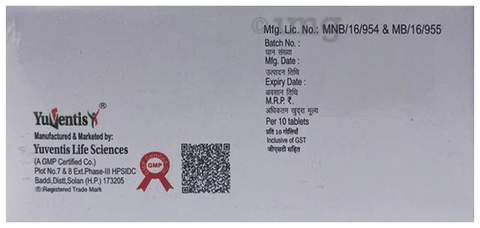 1mg
Mfg. Lic. No.: MNB/16/954 & MB/16/955
Batch No :
घान संख्या
Mfg. Date :
उत्पादन तिथि
Expiry Date :
अवसान तिथि
M.R.P. ₹.
अधिकतम खुदरा मूल्य
Per 10 tablets
प्रति 10 गोलियाँ
Inclusive of GST
जीएसटी सहित
YuVentis ®
Manufactured & Marketed by:
Yuventis Life Sciences
(A GMP Certified Co.)
Plot No.7 & 8 Ext,Phase-III HPSIDC
Baddi,Distt,Solan (H.P.) 173205
®:Registered Trade Mark
GMP